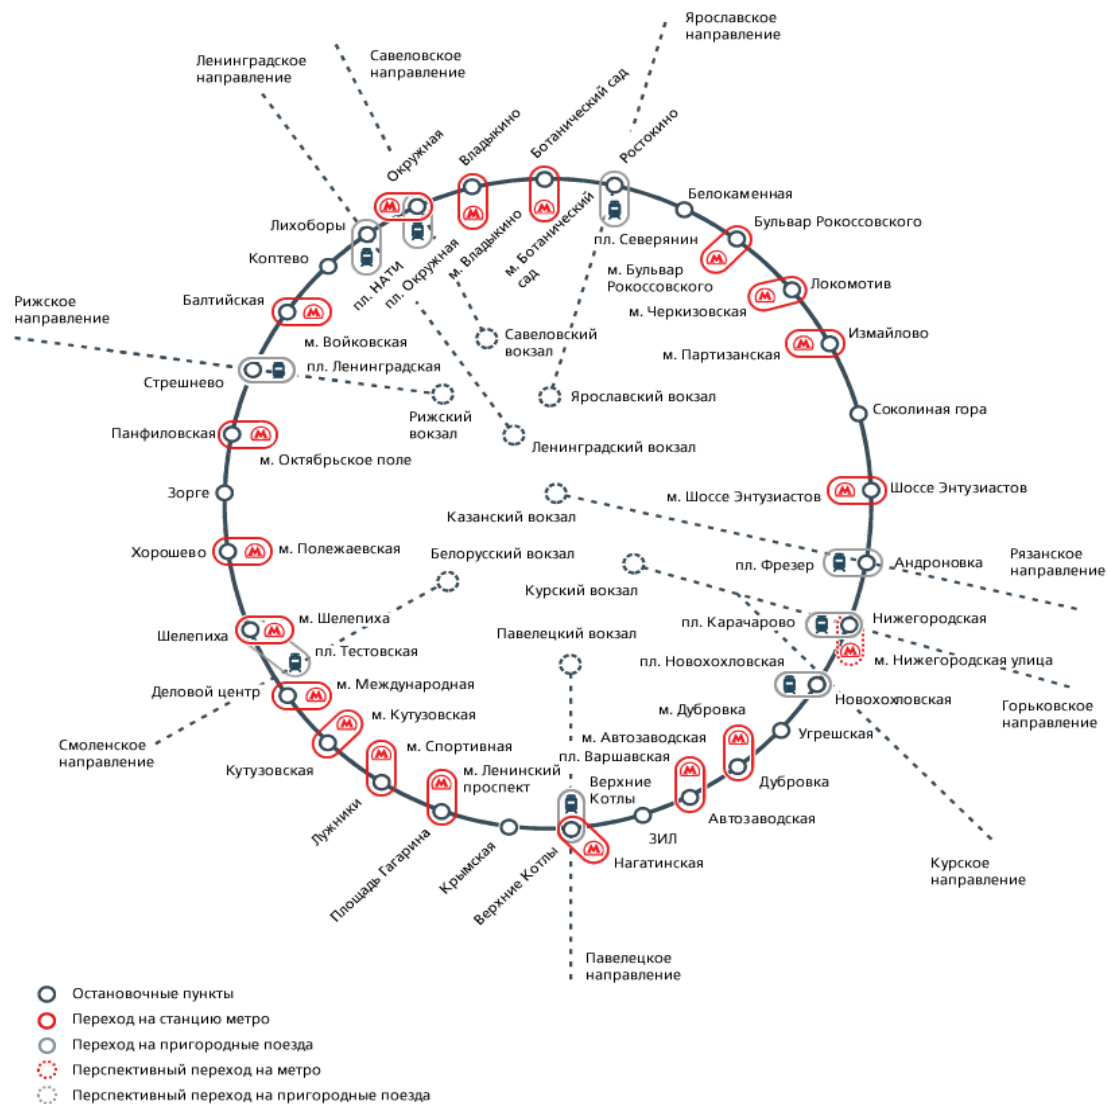 Ярославское
направление
Савеловское
направление
Ленинградское
направление
Ботанический сад
Владыкино
Ростокино
Окружная
Белокаменная
Лихоборы
Бульвар Рокоссовского
Коптево
пл. Северянин
м. Ботанический
сад
м. Владыкино
пл. Окружная
пл. НАТИ
м. Бульвар
Рокоссовского
Локомотив
Балтийская
м. Черкизовская
Рижское
направление
м. Войковская
Савеловский
вокзал
Измайлово
м. Партизанская
пл. Ленинградская
Стрешнево
Ярославский вокзал
Рижский
вокзал
Соколиная гора
Панфиловская
Ленинградский вокзал
м. Октябрьское поле
Зорге
м. Шоссе Энтузиастов
Шоссе Энтузиастов
Казанский вокзал
Хорошево
м. Полежаевская
Белорусский вокзал
Рязанское
направление
пл. Фрезер
Андроновка
Курский вокзал
м. Шелепиха
Шелепиха
пл. Карачарово
Нижегородская
Павелецкий вокзал
пл. Тестовская
пл. Новохохловская
м. Нижегородская улица
м. Международная
Деловой центр
Новохохловская
Горьковское
направление
м. Кутузовская
м. Дубровка
Угрешская
Смоленское
направление
м. Спортивная
м. Автозаводская
пл. Варшавская
Кутузовская
м. Ленинский
проспект
Верхние
Котлы
Дубровка
Лужники
Автозаводская
ЗИЛ
Площадь Гагарина
Крымская
Верхние Котлы
Нагатинская
Курское
направление
Павелецкое
направление
Остановочные пункты
Переход на станцию метро
Переход на пригородные поезда
Перспективный переход на метро
Перспективный переход на пригородные поезда